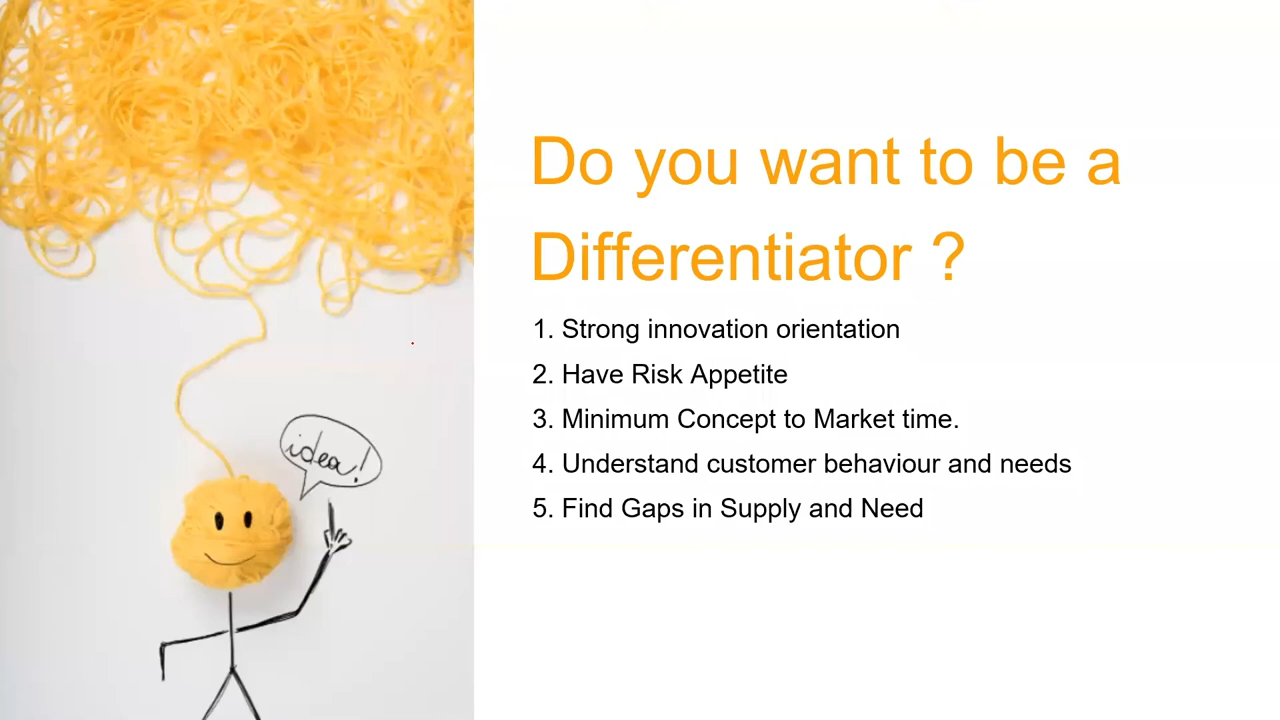 idea!
Do you want to be a
Differentiator ?
1. Strong innovation orientation
2. Have Risk Appetite
3. Minimum Concept to Market time.
4. Understand customer behaviour and needs
5. Find Gaps in Supply and Need